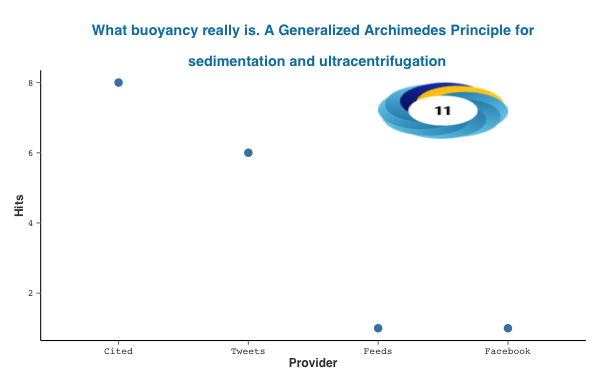 What buoyancy really is. A Generalized Archimedes Principle for
sedimentation and ultracentrifugation
11
8
6
4
2
Hits
Cited Tweets Feeds Facebook
Provider